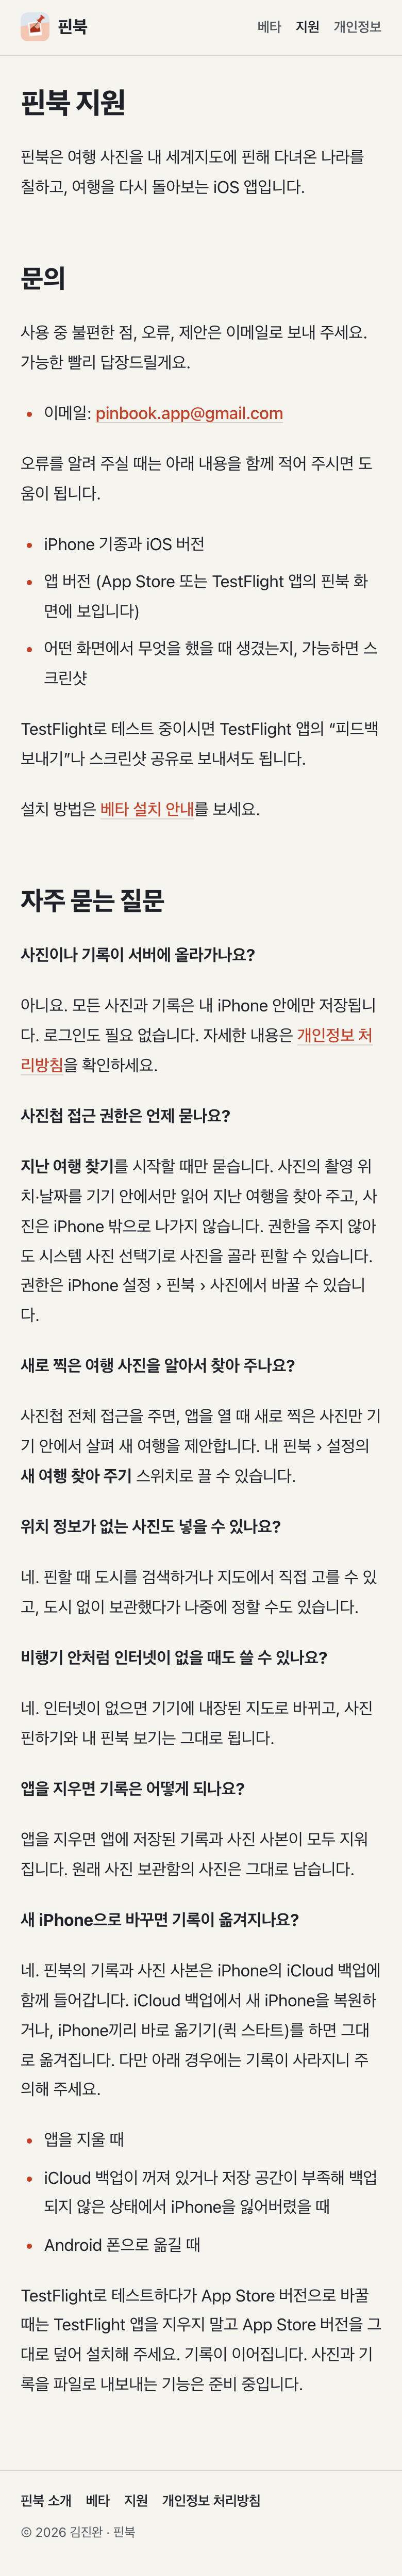 핀북
베타 지원 개인정보
핀북 지원
핀북은 여행 사진을 내 세계지도에 핀해 다녀온 나라를
칠하고, 여행을 다시 돌아보는 iOS 앱입니다.
문의
사용 중 불편한 점, 오류, 제안은 이메일로 보내 주세요.
가능한 빨리 답장드릴게요.
• 이메일: pinbook.app@gmail.com
오류를 알려 주실 때는 아래 내용을 함께 적어 주시면 도
움이 됩니다.
• iPhone 기종과 iOS 버전
• 앱 버전 (App Store 또는 TestFlight 앱의 핀북 화
면에 보입니다)
• 어떤 화면에서 무엇을 했을 때 생겼는지, 가능하면 스
크린샷
TestFlight로 테스트 중이시면 TestFlight 앱의 “피드백
보내기”나 스크린샷 공유로 보내셔도 됩니다.
설치 방법은 베타 설치 안내를 보세요.
자주 묻는 질문
사진이나 기록이 서버에 올라가나요?
아니요. 모든 사진과 기록은 내 iPhone 안에만 저장됩니
다. 로그인도 필요 없습니다. 자세한 내용은 개인정보 처
리방침을 확인하세요.
사진첩 접근 권한은 언제 묻나요?
지난 여행 찾기를 시작할 때만 묻습니다. 사진의 촬영 위
치·날짜를 기기 안에서만 읽어 지난 여행을 찾아 주고, 사
진은 iPhone 밖으로 나가지 않습니다. 권한을 주지 않아
도 시스템 사진 선택기로 사진을 골라 핀할 수 있습니다.
권한은 iPhone 설정 › 핀북 › 사진에서 바꿀 수 있습니
다.
새로 찍은 여행 사진을 알아서 찾아 주나요?
사진첩 전체 접근을 주면, 앱을 열 때 새로 찍은 사진만 기
기 안에서 살펴 새 여행을 제안합니다. 내 핀북 › 설정의
새 여행 찾아 주기 스위치로 끌 수 있습니다.
위치 정보가 없는 사진도 넣을 수 있나요?
네. 핀할 때 도시를 검색하거나 지도에서 직접 고를 수 있
고, 도시 없이 보관했다가 나중에 정할 수도 있습니다.
비행기 안처럼 인터넷이 없을 때도 쓸 수 있나요?
네. 인터넷이 없으면 기기에 내장된 지도로 바뀌고, 사진
핀하기와 내 핀북 보기는 그대로 됩니다.
앱을 지우면 기록은 어떻게 되나요?
앱을 지우면 앱에 저장된 기록과 사진 사본이 모두 지워
집니다. 원래 사진 보관함의 사진은 그대로 남습니다.
새 iPhone으로 바꾸면 기록이 옮겨지나요?
네. 핀북의 기록과 사진 사본은 iPhone의 iCloud 백업에
함께 들어갑니다. iCloud 백업에서 새 iPhone을 복원하
거나, iPhone끼리 바로 옮기기(퀵 스타트)를 하면 그대
로 옮겨집니다. 다만 아래 경우에는 기록이 사라지니 주
의해 주세요.
• 앱을 지울 때
• iCloud 백업이 꺼져 있거나 저장 공간이 부족해 백업
되지 않은 상태에서 iPhone을 잃어버렸을 때
• Android 폰으로 옮길 때
TestFlight로 테스트하다가 App Store 버전으로 바꿀
때는 TestFlight 앱을 지우지 말고 App Store 버전을 그
대로 덮어 설치해 주세요. 기록이 이어집니다. 사진과 기
록을 파일로 내보내는 기능은 준비 중입니다.
핀북 소개 베타 지원 개인정보 처리방침
© 2026 김진완 · 핀북